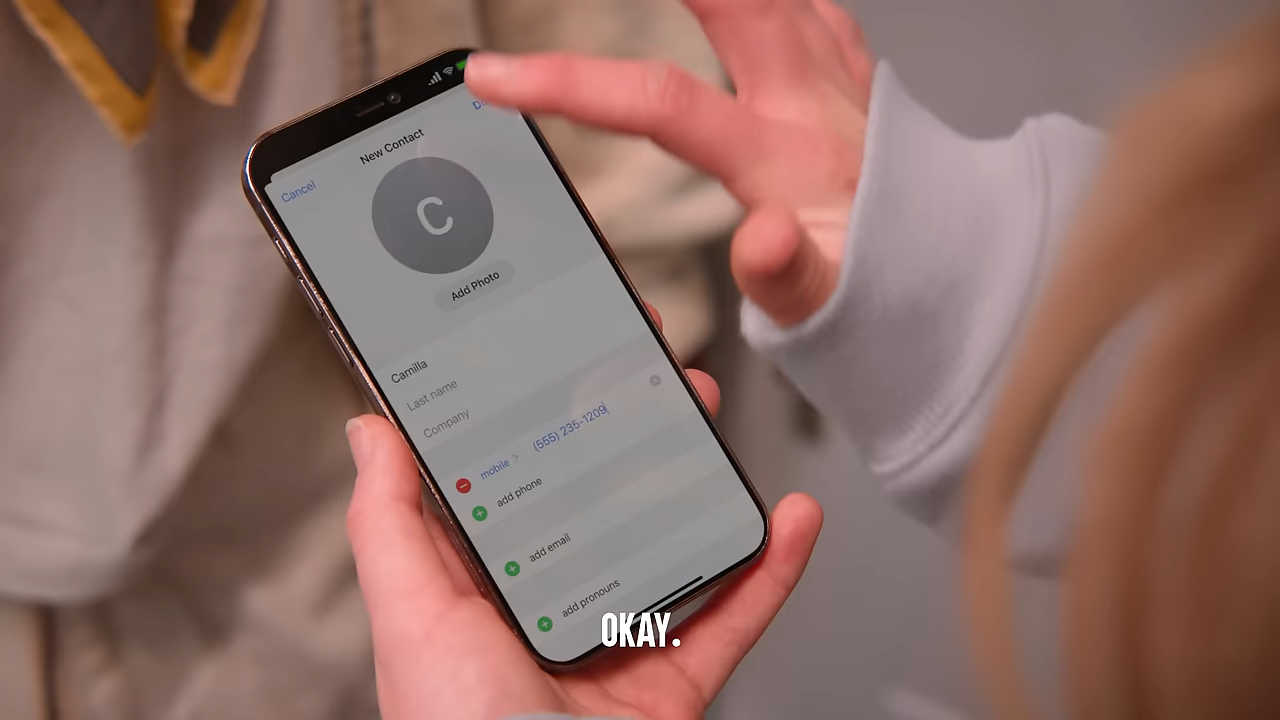 New Contact
Cancel
C
Add Photo
Camilla
Last name
Company
mobile
(555) 235-1209
add phone
add email
add pronouns
OKAY.